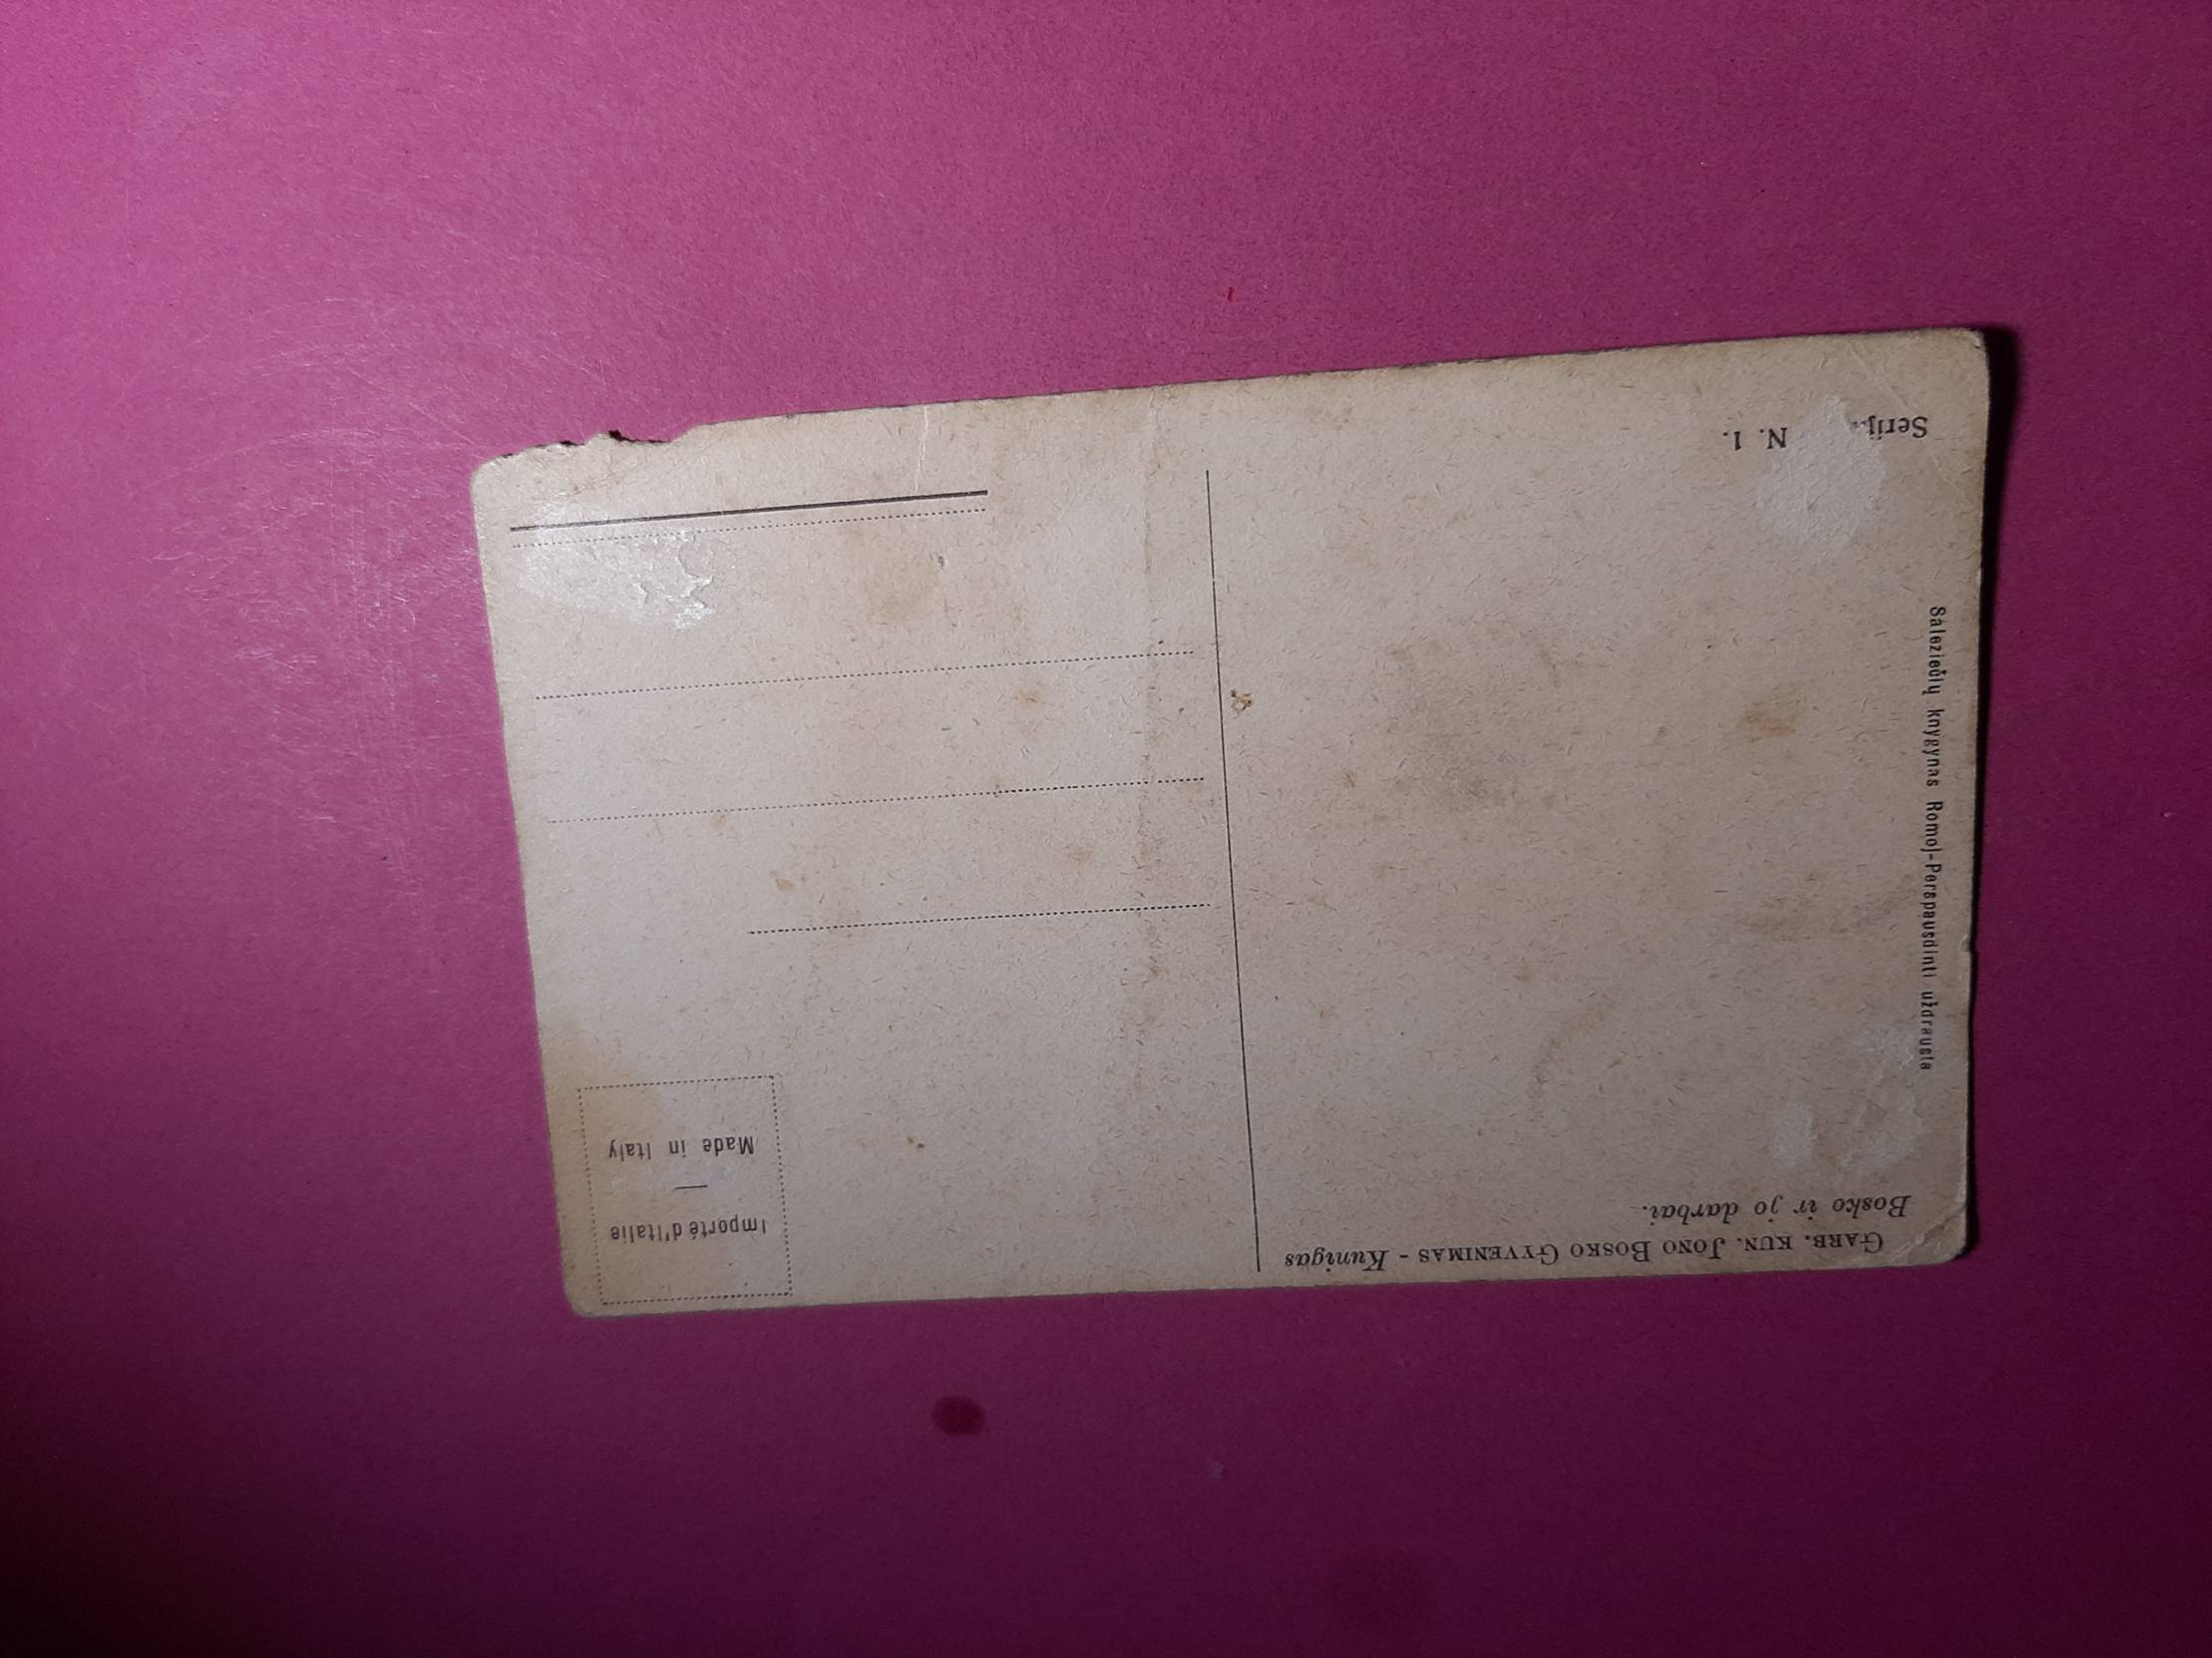 GARB. KUN. JONO BOSKO GYVENIMAS - Kunigas
Bosko ir jo darbai.
Importé d'Italie
—
Made in Italy
Saleziečių knygynas Romoj-Perspausdinti uždrausta
N. 1.